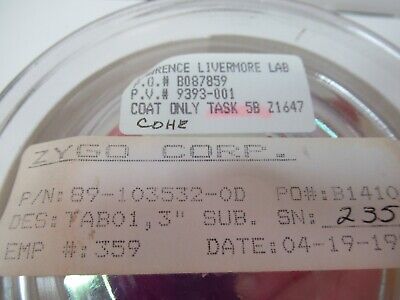 RENCE LIVERMORE LAB
P.O.# B087859
P.V.# 9393-001
COAT ONLY TASK 5B Z1647
COHE
ZYGO CORP.
P/N: 89-103532-0D PO#: B1410
DES: TAB01, 3" SUB. SN: 235
EMP #: 359 DATE: 04-19-19